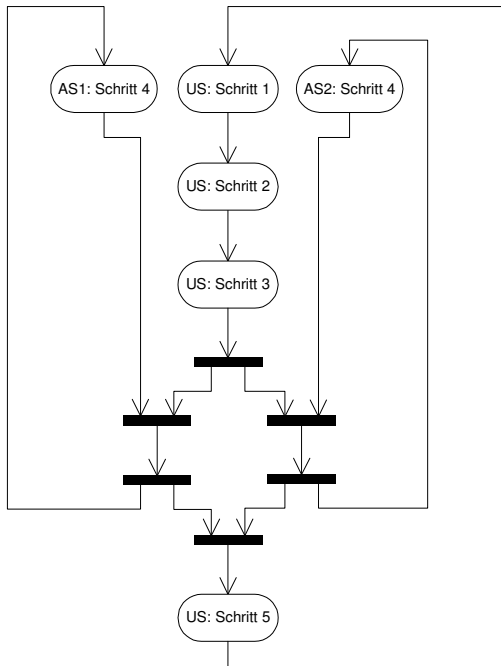 AS1: Schritt 4
US: Schritt 1
AS2: Schritt 4
US: Schritt 2
US: Schritt 3
US: Schritt 5